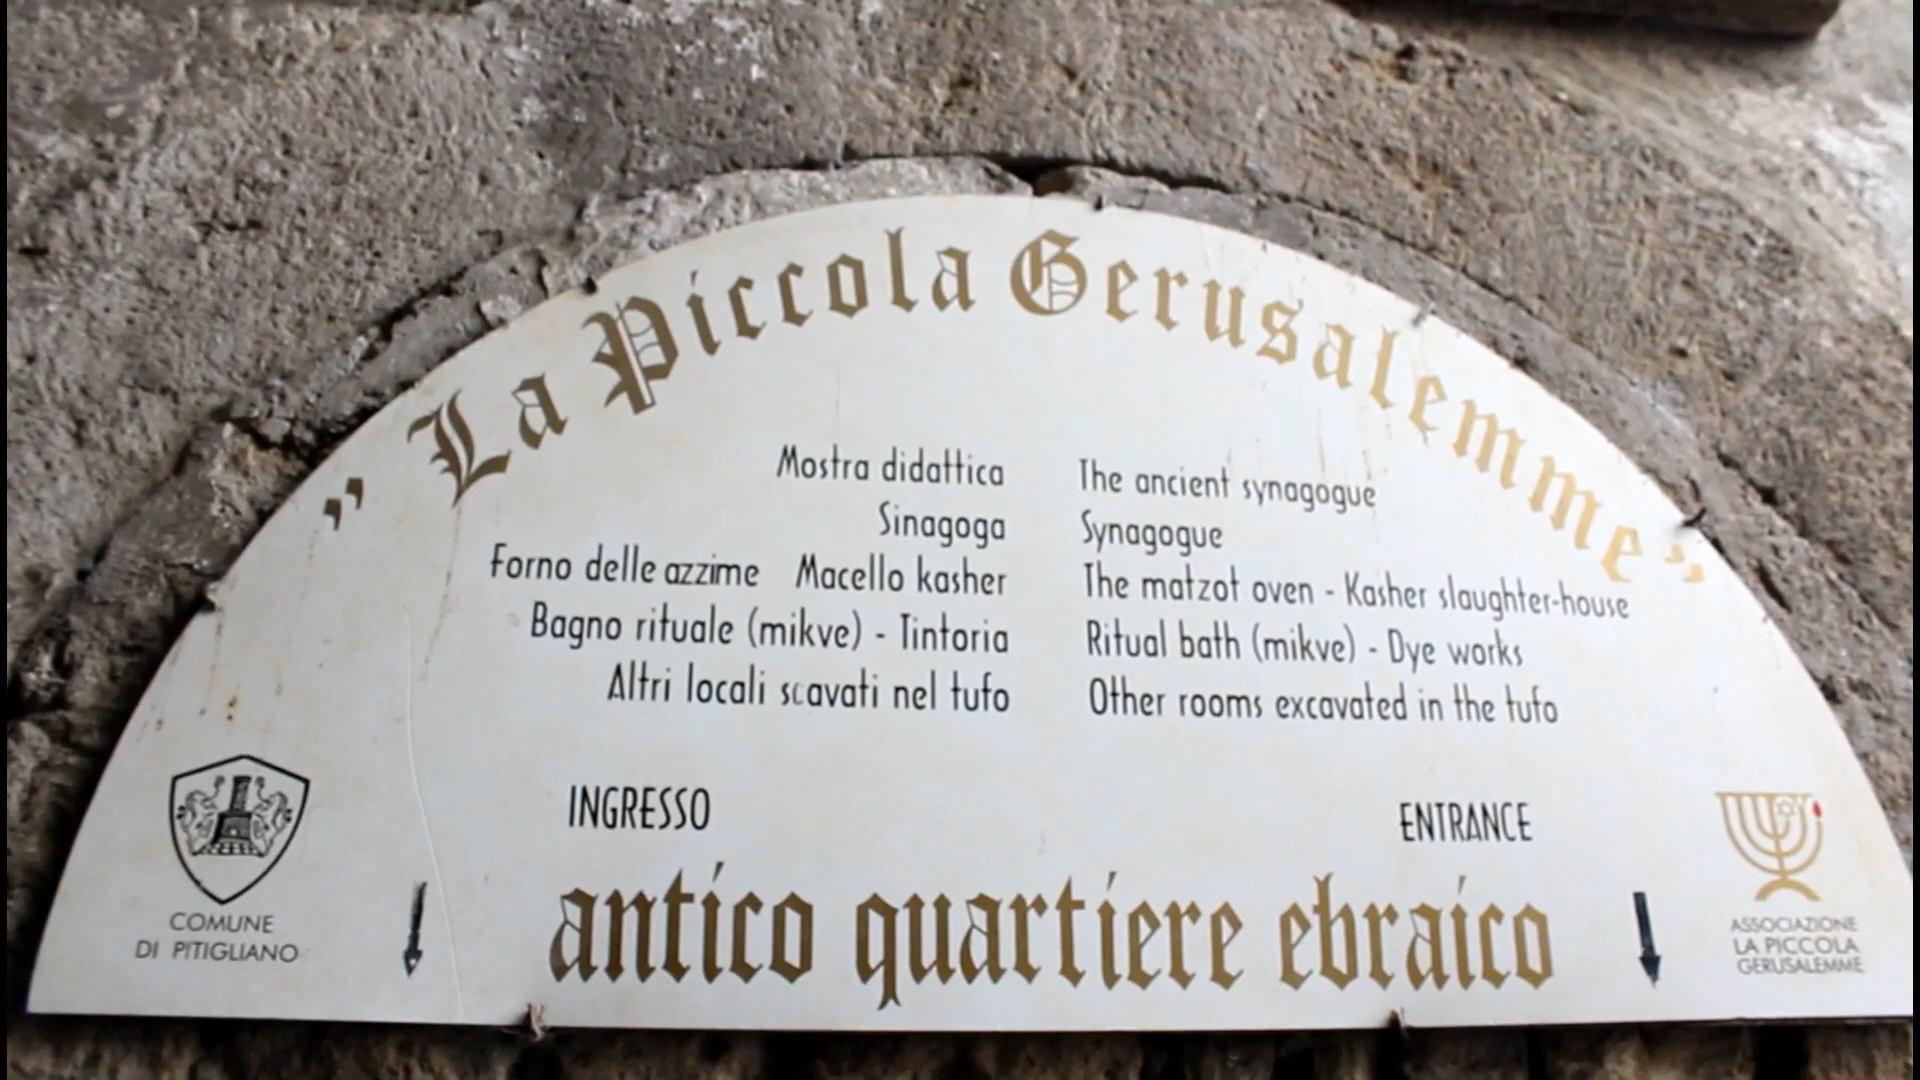 " La Piccola Gerusalemme "
Mostra didattica
Sinagoga
Forno delle azzime Macello kasher
Bagno rituale (mikve) - Tintoria
Altri locali scavati nel tufo
The ancient synagogue
Synagogue
The matzot oven - Kasher slaughter-house
Ritual bath (mikve) - Dye works
Other rooms excavated in the tufo
INGRESSO
ENTRANCE
antico quartiere ebraico
COMUNE
DI PITIGLIANO
ASSOCIAZIONE
LA PICCOLA
GERUSALEMME